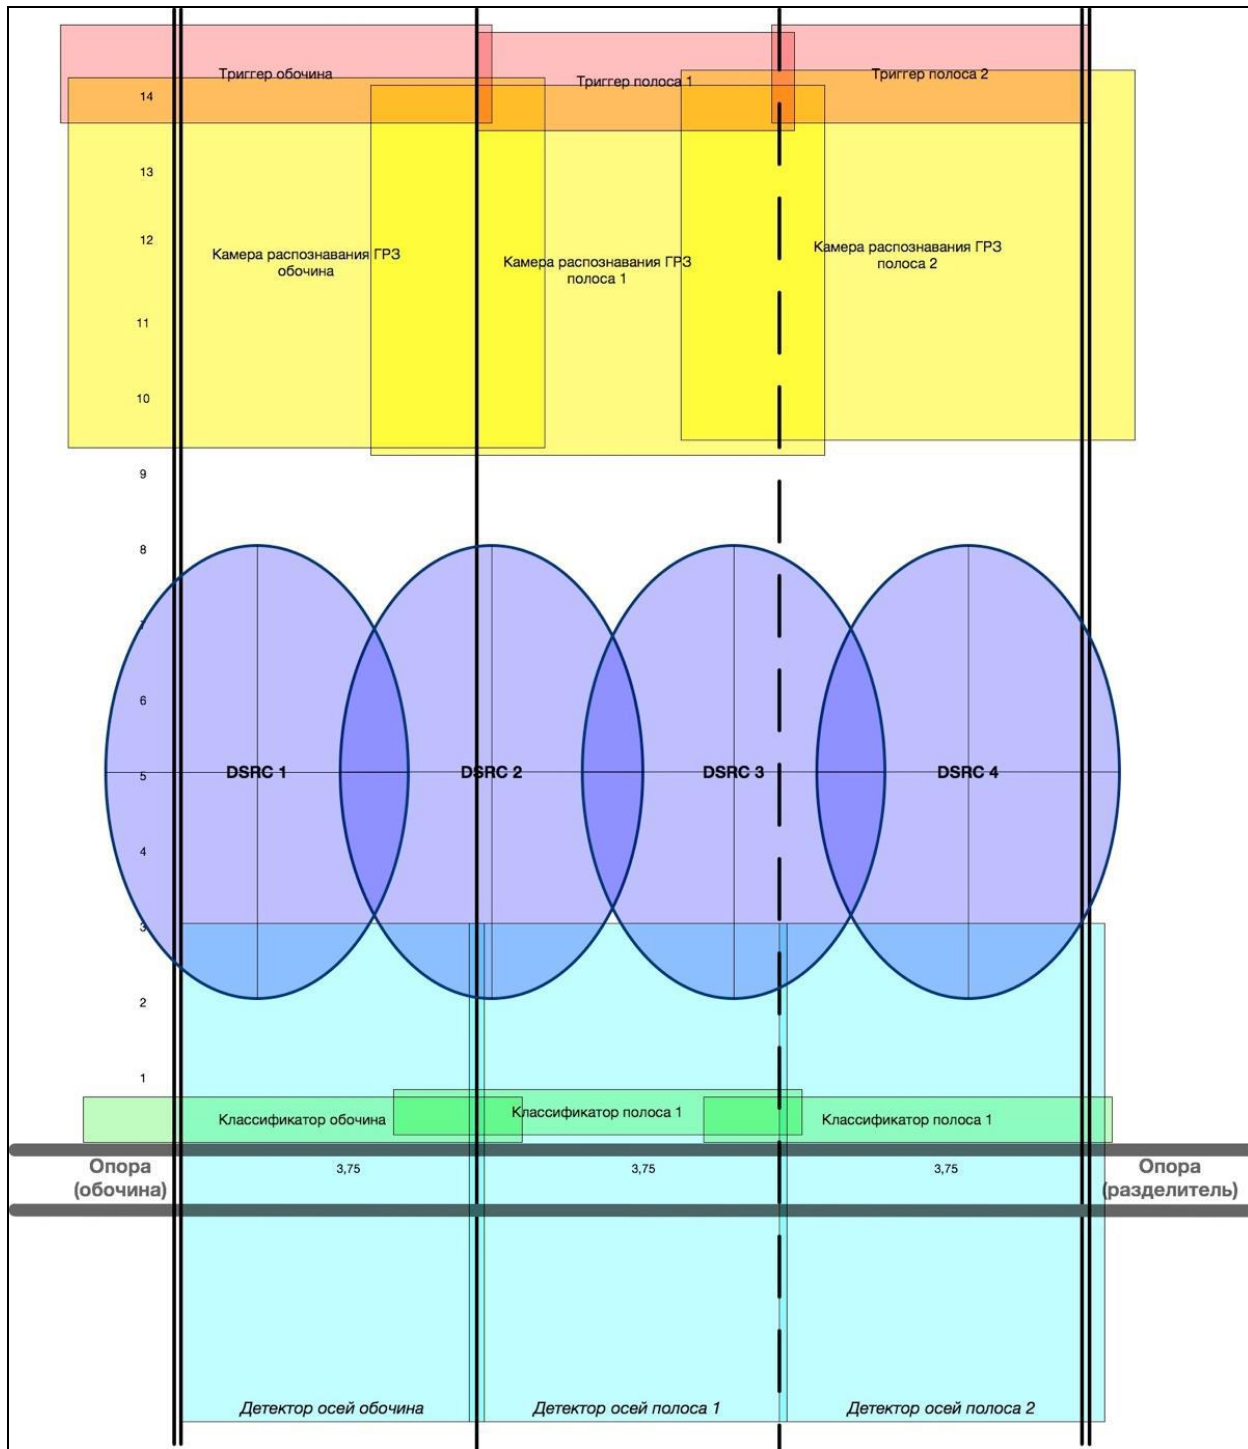 Триггер обочина
Триггер полоса 1
Триггер полоса 2
14
13
12
Камера распознавания ГРЗ
обочина
Камера распознавания ГРЗ
полоса 1
Камера распознавания ГРЗ
полоса 2
11
10
9
8
7
6
5
DSRC 1
DSRC 2
DSRC 3
DSRC 4
4
3
2
1
Классификатор обочина
Классификатор полоса 1
Классификатор полоса 1
Опора
(обочина)
3,75
3,75
3,75
Опора
(разделитель)
Детектор осей обочина
Детектор осей полоса 1
Детектор осей полоса 2